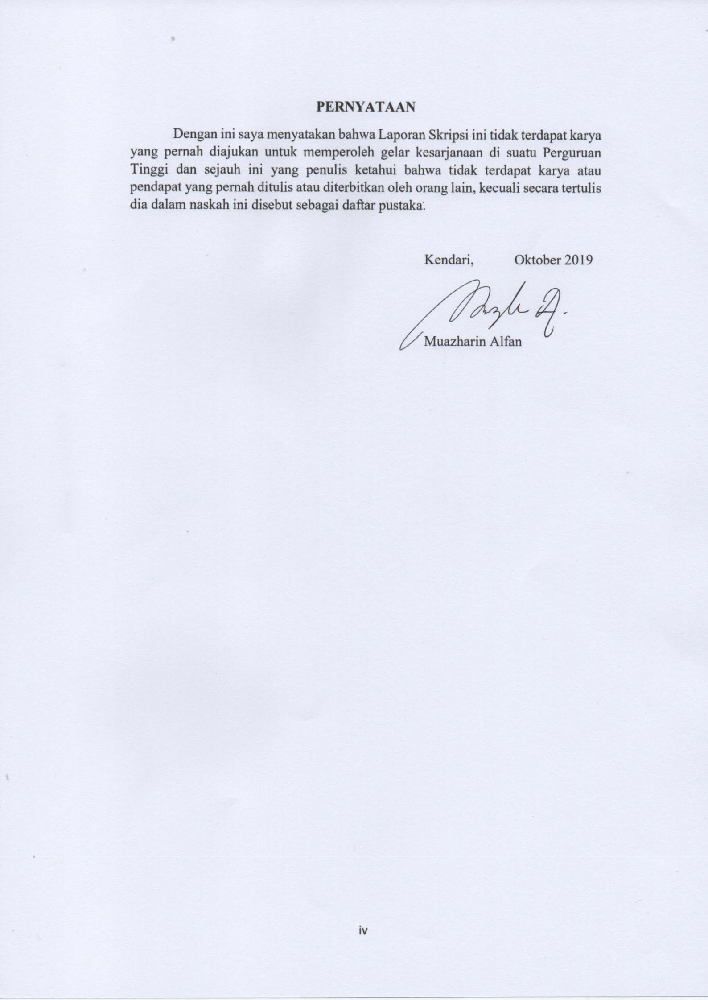 PERNYATAAN
Dengan ini saya menyatakan bahwa Laporan Skripsi ini tidak terdapat karya
yang pernah diajukan untuk memperoleh gelar kesarjanaan di suatu Perguruan
Tinggi dan sejauh ini yang penulis ketahui bahwa tidak terdapat karya atau
pendapat yang pernah ditulis atau diterbitkan oleh orang lain, kecuali secara tertulis
dia dalam naskah ini disebut sebagai daftar pustaka.
Kendari, Oktober 2019
Muazharin Alfan
iv